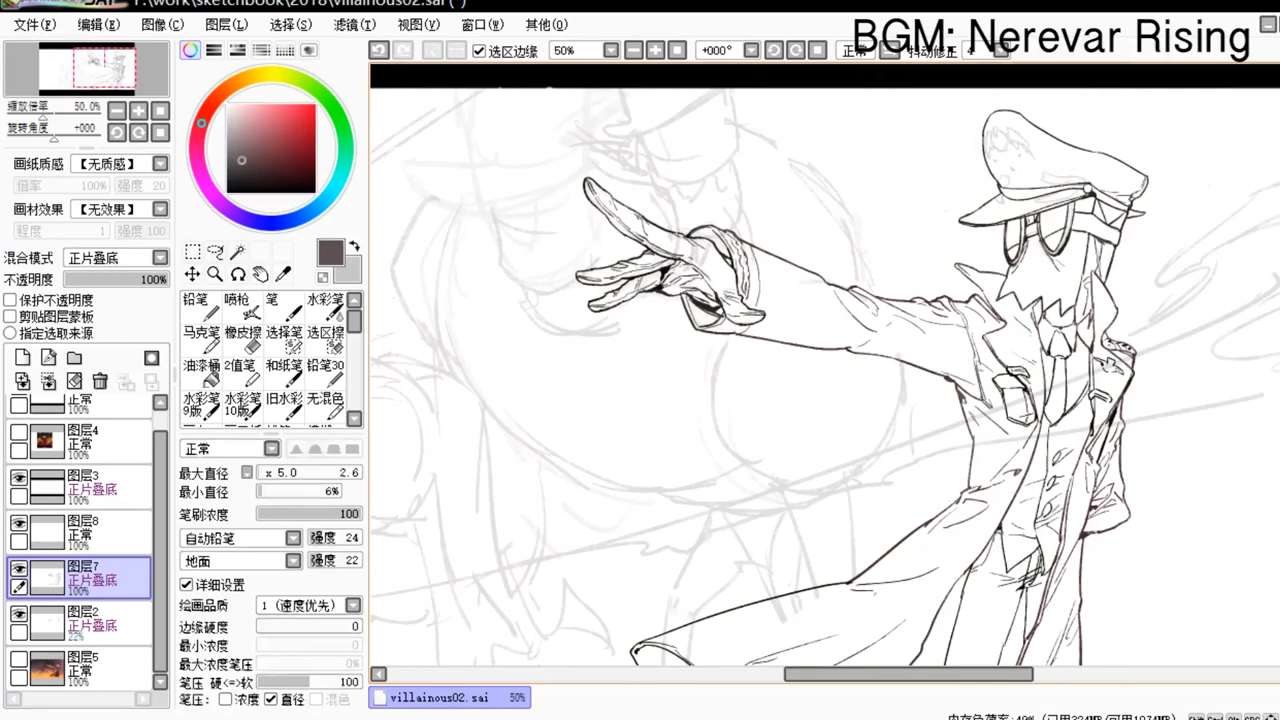 F:\work\sketchbook\2018\villainous02.sai (*)
文件(F) 编辑(E) 图像(C) 图层(L) 选择(S) 滤镜(T) 视图(V) 窗口(W) 其他(O)
BGM: Nerevar Rising
选区边缘 50% +000° 正常 抖动修正 4
缩放倍率 50.0%
旋转角度 +000
画纸质感 【无质感】
倍率 100% 强度 20
画材效果 【无效果】
程度 1 强度 100
混合模式 正片叠底
不透明度 100%
保护不透明度
剪贴图层蒙板
指定选取来源
正常
100%
图层4
正常
100%
图层3
正片叠底
100%
图层8
正常
100%
图层7
正片叠底
100%
图层2
正片叠底
22%
图层5
正常
100%
铅笔 喷枪 笔 水彩笔
马克笔 橡皮擦 选择笔 选区擦
油漆桶 2值笔 和纸笔 铅笔30
水彩笔9版 水彩笔10版 旧水彩 无混色
正常
最大直径 x 5.0 2.6
最小直径 6%
笔刷浓度 100
自动铅笔 强度 24
地面 强度 22
详细设置
绘画品质 1 (速度优先)
边缘硬度 0
最小浓度 0
最大浓度笔压 0%
笔压 硬<=>软 100
笔压: 浓度 直径 混色
villainous02.sai 50%